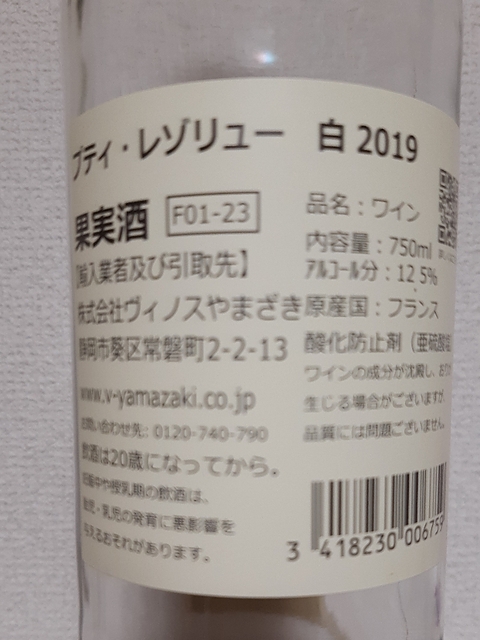 プティ・レゾリュー 白 2019
果実酒 F01-23
【輸入業者及び引取先】
株式会社ヴィノスやまざき
静岡市葵区常磐町2-2-13
www.v-yamazaki.co.jp
お問い合わせ先: 0120-740-790
飲酒は20歳になってから。
妊娠中や授乳期の飲酒は、
胎児・乳児の発育に悪影響を
与えるおそれがあります。
品名：ワイン
内容量：750ml
アルコール分：12.5%
原産国：フランス
酸化防止剤（亜硫酸塩
ワインの成分が沈殿し、
生じる場合がございますが、
品質には問題ございません。
3 418230 006759